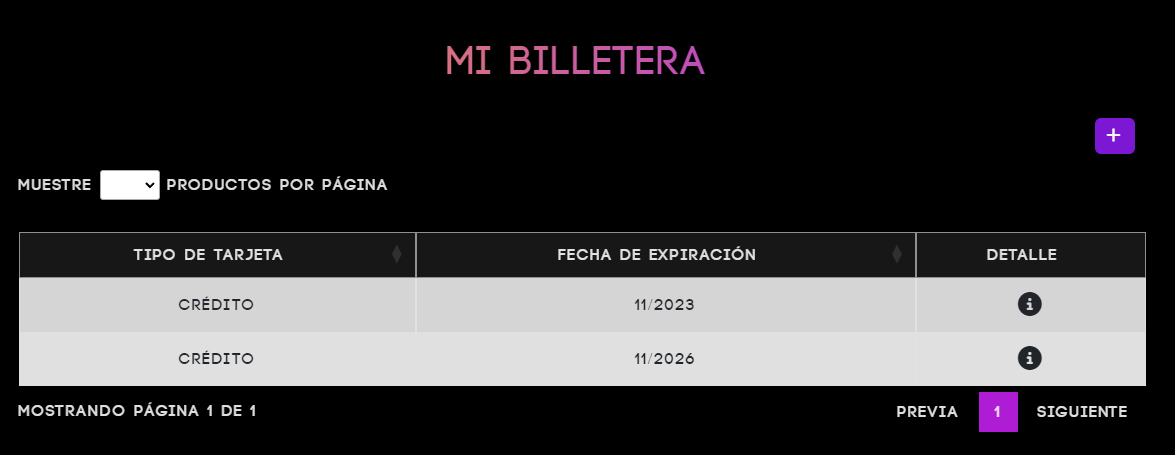 MI BILLETERA
+
MUESTRE PRODUCTOS POR PÁGINA
TIPO DE TARJETA FECHA DE EXPIRACIÓN DETALLE
CRÉDITO 11/2023
CRÉDITO 11/2026
MOSTRANDO PÁGINA 1 DE 1 PREVIA 1 SIGUIENTE